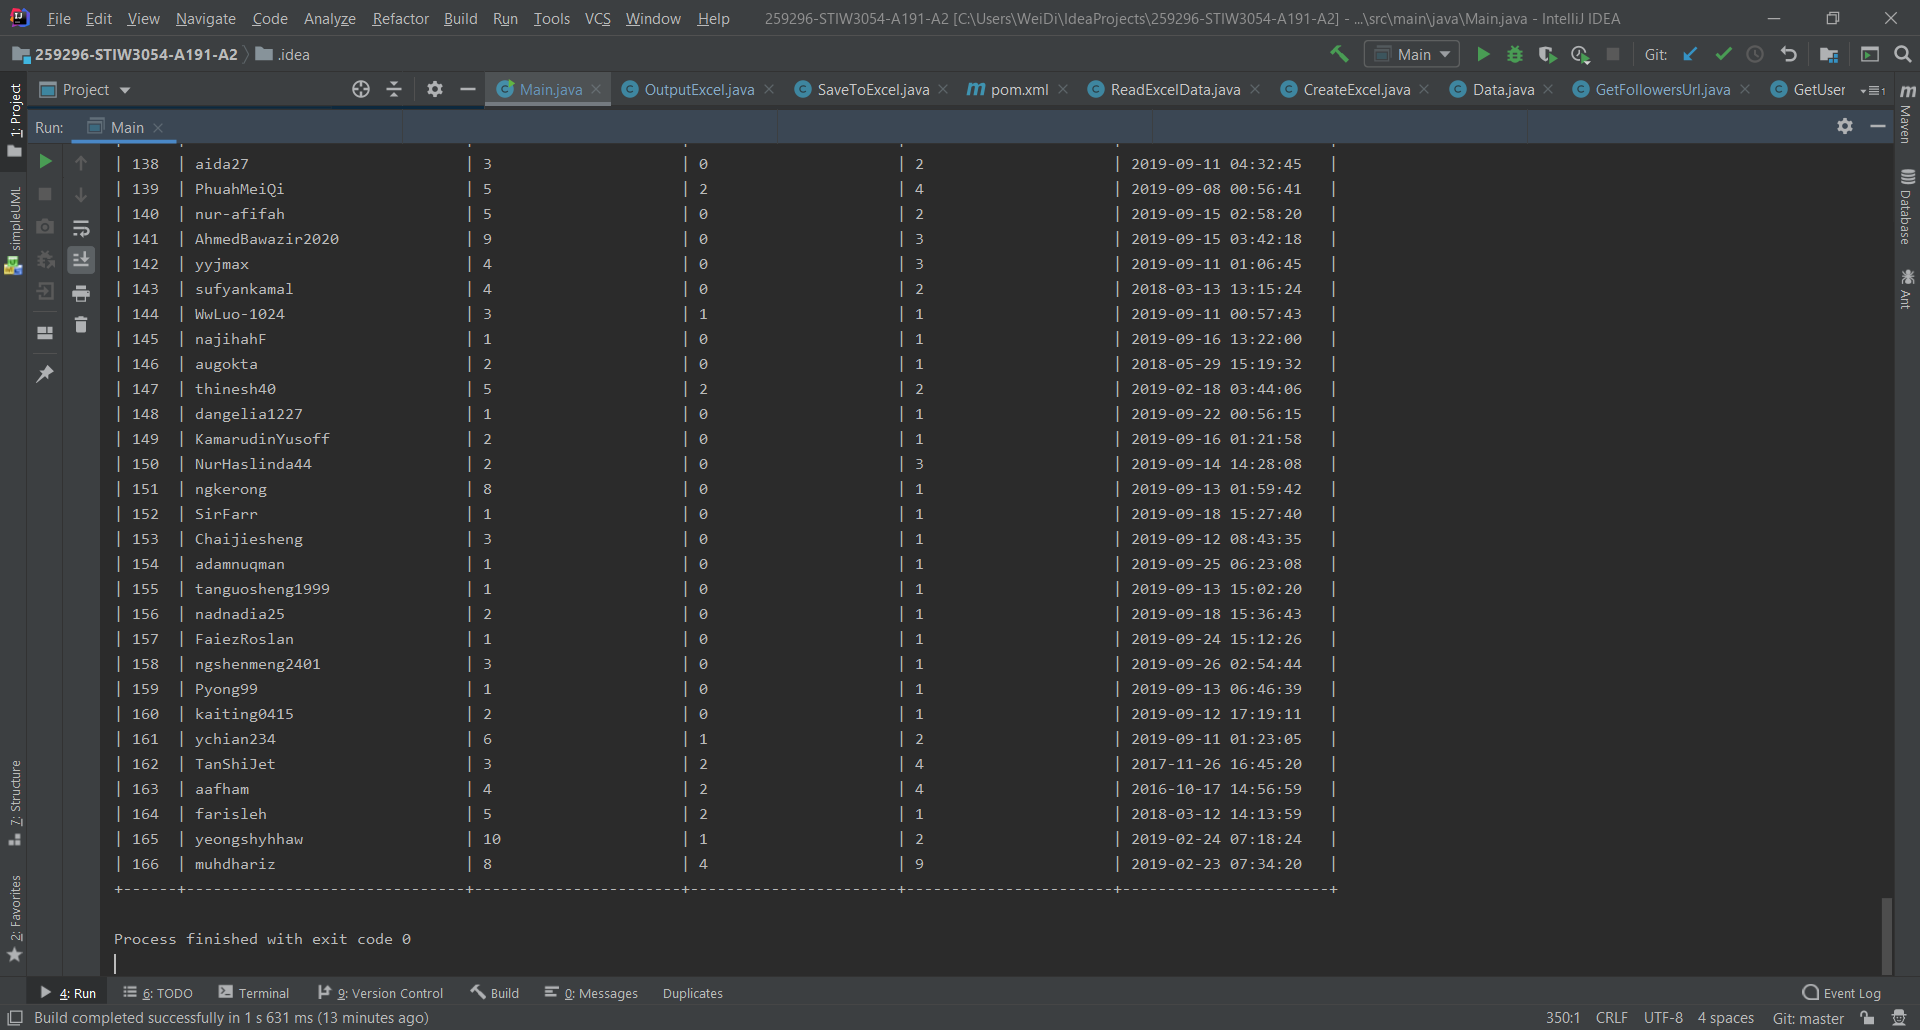 File Edit View Navigate Code Analyze Refactor Build Run Tools VCS Window Help 259296-STIW3054-A191-A2 [C:\Users\WeiDi\IdeaProjects\259296-STIW3054-A191-A2] - ...\src\main\java\Main.java - IntelliJ IDEA
259296-STIW3054-A191-A2 .idea Main Git:
Project Main.java OutputExcel.java SaveToExcel.java pom.xml ReadExcelData.java CreateExcel.java Data.java GetFollowersUrl.java GetUser
Run: Main
| 138 | aida27 | 3 | 0 | 2 | 2019-09-11 04:32:45 |
| 139 | PhuahMeiQi | 5 | 2 | 4 | 2019-09-08 00:56:41 |
| 140 | nur-afifah | 5 | 0 | 2 | 2019-09-15 02:58:20 |
| 141 | AhmedBawazir2020 | 9 | 0 | 3 | 2019-09-15 03:42:18 |
| 142 | yyjmax | 4 | 0 | 3 | 2019-09-11 01:06:45 |
| 143 | sufyankamal | 4 | 0 | 2 | 2018-03-13 13:15:24 |
| 144 | WwLuo-1024 | 3 | 1 | 1 | 2019-09-11 00:57:43 |
| 145 | najihahF | 1 | 0 | 1 | 2019-09-16 13:22:00 |
| 146 | augokta | 2 | 0 | 1 | 2018-05-29 15:19:32 |
| 147 | thinesh40 | 5 | 2 | 2 | 2019-02-18 03:44:06 |
| 148 | dangelia1227 | 1 | 0 | 1 | 2019-09-22 00:56:15 |
| 149 | KamarudinYusoff | 2 | 0 | 1 | 2019-09-16 01:21:58 |
| 150 | NurHaslinda44 | 2 | 0 | 3 | 2019-09-14 14:28:08 |
| 151 | ngkerong | 8 | 0 | 1 | 2019-09-13 01:59:42 |
| 152 | SirFarr | 1 | 0 | 1 | 2019-09-18 15:27:40 |
| 153 | Chaijiesheng | 3 | 0 | 1 | 2019-09-12 08:43:35 |
| 154 | adamnuqman | 1 | 0 | 1 | 2019-09-25 06:23:08 |
| 155 | tanguosheng1999 | 1 | 0 | 1 | 2019-09-13 15:02:20 |
| 156 | nadnadia25 | 2 | 0 | 1 | 2019-09-18 15:36:43 |
| 157 | FaiezRoslan | 1 | 0 | 1 | 2019-09-24 15:12:26 |
| 158 | ngshenmeng2401 | 3 | 0 | 1 | 2019-09-26 02:54:44 |
| 159 | Pyong99 | 1 | 0 | 1 | 2019-09-13 06:46:39 |
| 160 | kaiting0415 | 2 | 0 | 1 | 2019-09-12 17:19:11 |
| 161 | ychian234 | 6 | 1 | 2 | 2019-09-11 01:23:05 |
| 162 | TanShiJet | 3 | 2 | 4 | 2017-11-26 16:45:20 |
| 163 | aafham | 4 | 2 | 4 | 2016-10-17 14:56:59 |
| 164 | farisleh | 5 | 2 | 1 | 2018-03-12 14:13:59 |
| 165 | yeongshyhhaw | 10 | 1 | 2 | 2019-02-24 07:18:24 |
| 166 | muhdhariz | 8 | 4 | 9 | 2019-02-23 07:34:20 |
+------+-------------------------------+-----------------------+-----------------------+-----------------------+-----------------------+
Process finished with exit code 0
1: Project
simpleUML
7: Structure
2: Favorites
Maven
Database
Ant
4: Run 6: TODO Terminal 9: Version Control Build 0: Messages Duplicates Event Log
Build completed successfully in 1 s 631 ms (13 minutes ago) 350:1 CRLF UTF-8 4 spaces Git: master